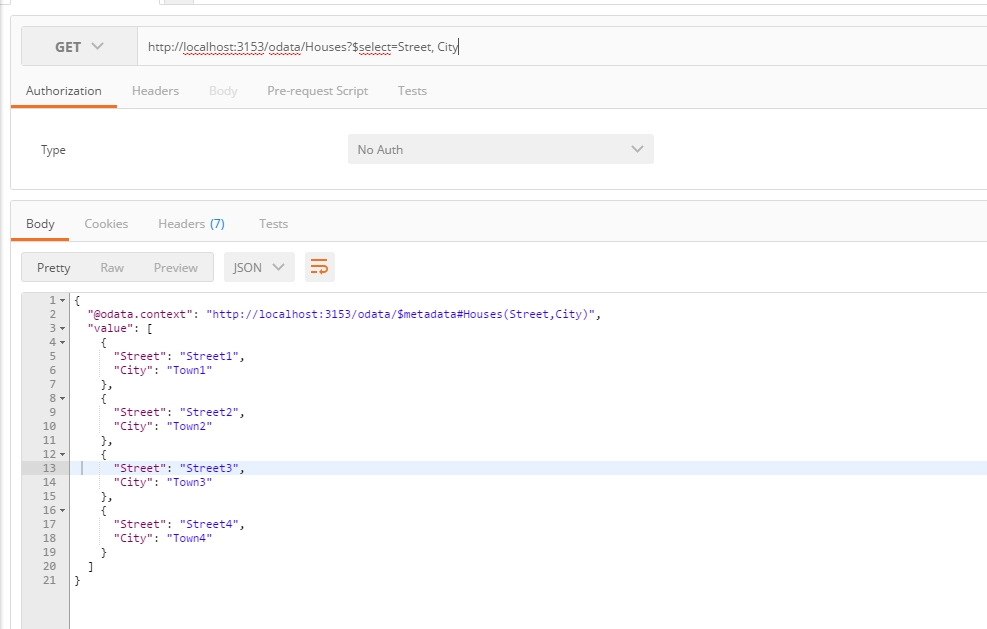 GET http://localhost:3153/odata/Houses?$select=Street, City
Authorization Headers Body Pre-request Script Tests
Type No Auth
Body Cookies Headers (7) Tests
Pretty Raw Preview JSON
1 {
2 "@odata.context": "http://localhost:3153/odata/$metadata#Houses(Street,City)",
3 "value": [
4 {
5 "Street": "Street1",
6 "City": "Town1"
7 },
8 {
9 "Street": "Street2",
10 "City": "Town2"
11 },
12 {
13 "Street": "Street3",
14 "City": "Town3"
15 },
16 {
17 "Street": "Street4",
18 "City": "Town4"
19 }
20 ]
21 }